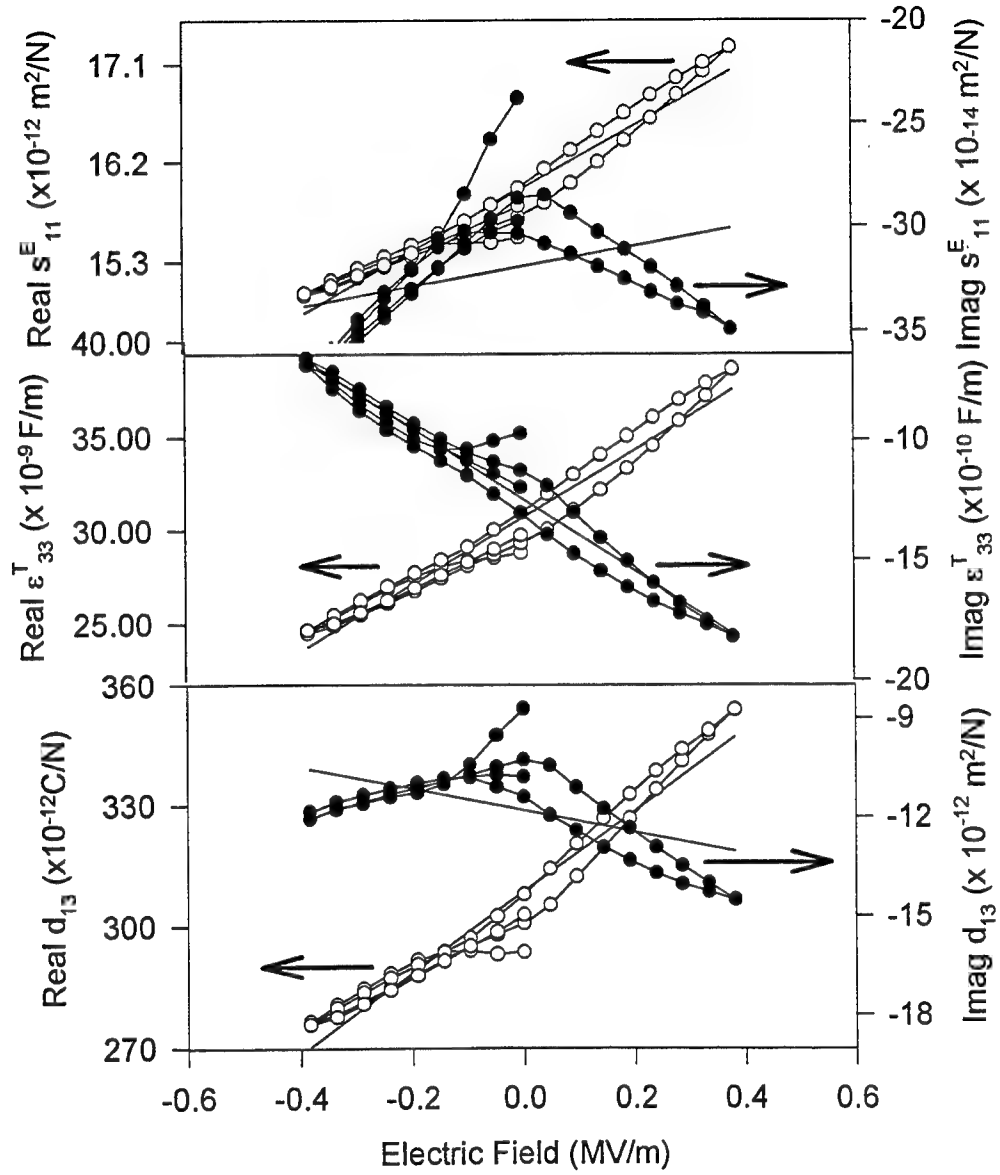 Real s^E_11 (x10^-12 m^2/N)
17.1
16.2
15.3
-20
-25
-30
-35
Imag s^E_11 (x 10^-14 m^2/N)
Real ε^T_33 (x 10^-9 F/m)
40.00
35.00
30.00
25.00
-10
-15
-20
Imag ε^T_33 (x10^-10 F/m)
Real d_13 (x10^-12C/N)
360
330
300
270
-9
-12
-15
-18
Imag d_13 (x 10^-12 m^2/N)
-0.6 -0.4 -0.2 0.0 0.2 0.4 0.6
Electric Field (MV/m)